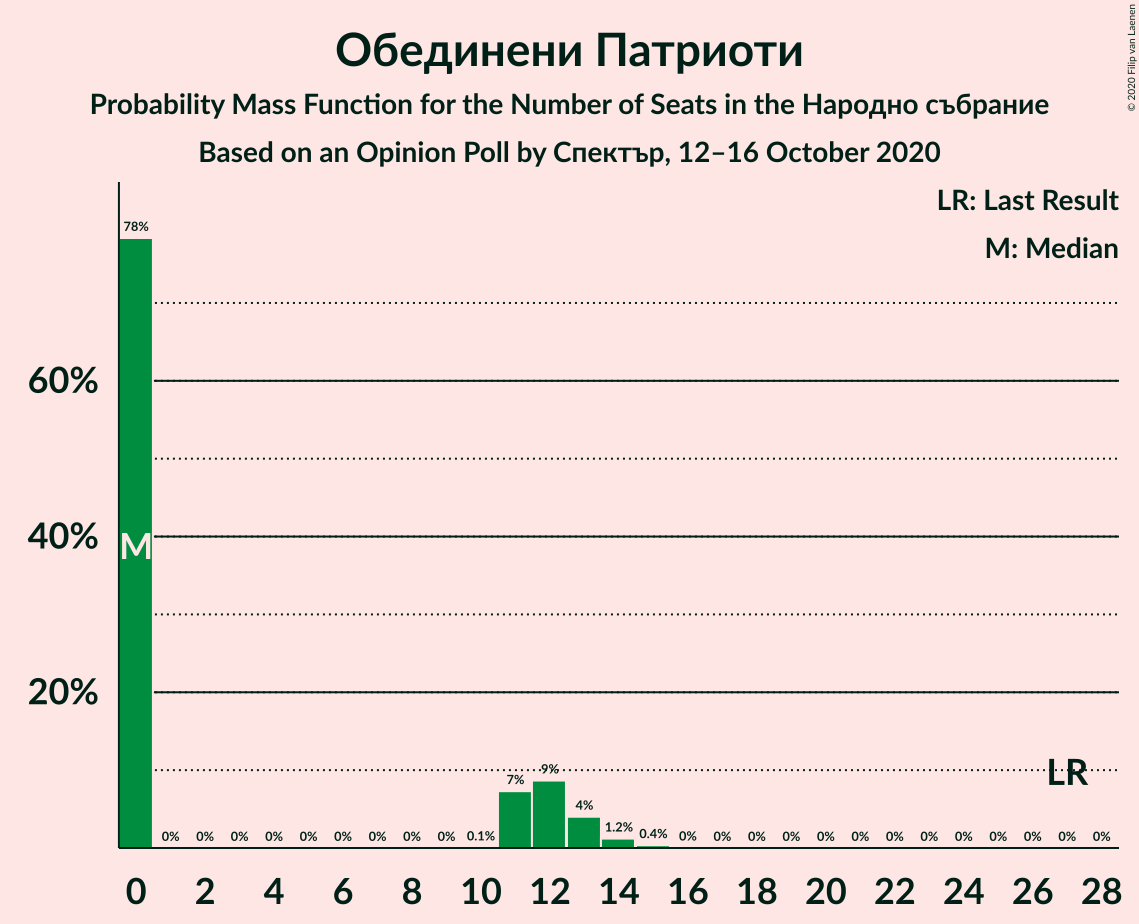 Обединени Патриоти
Probability Mass Function for the Number of Seats in the Народно събрание
Based on an Opinion Poll by Спектър, 12–16 October 2020
© 2020 Filip van Laenen
LR: Last Result
M: Median
78%
60%
40%
M
20%
LR
0% 0% 0% 0% 0% 0% 0% 0% 0% 0.1% 7% 9% 4% 1.2% 0.4% 0% 0% 0% 0% 0% 0% 0% 0% 0% 0% 0% 0% 0%
0 2 4 6 8 10 12 14 16 18 20 22 24 26 28